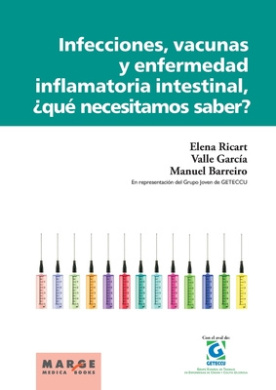 Infecciones, vacunas
y enfermedad
inflamatoria intestinal,
¿qué necesitamos saber?
Elena Ricart
Valle García
Manuel Barreiro
En representación del Grupo Joven de GETECCU
MARGE
MEDICA BOOKS
Con el aval de:
GETECCU